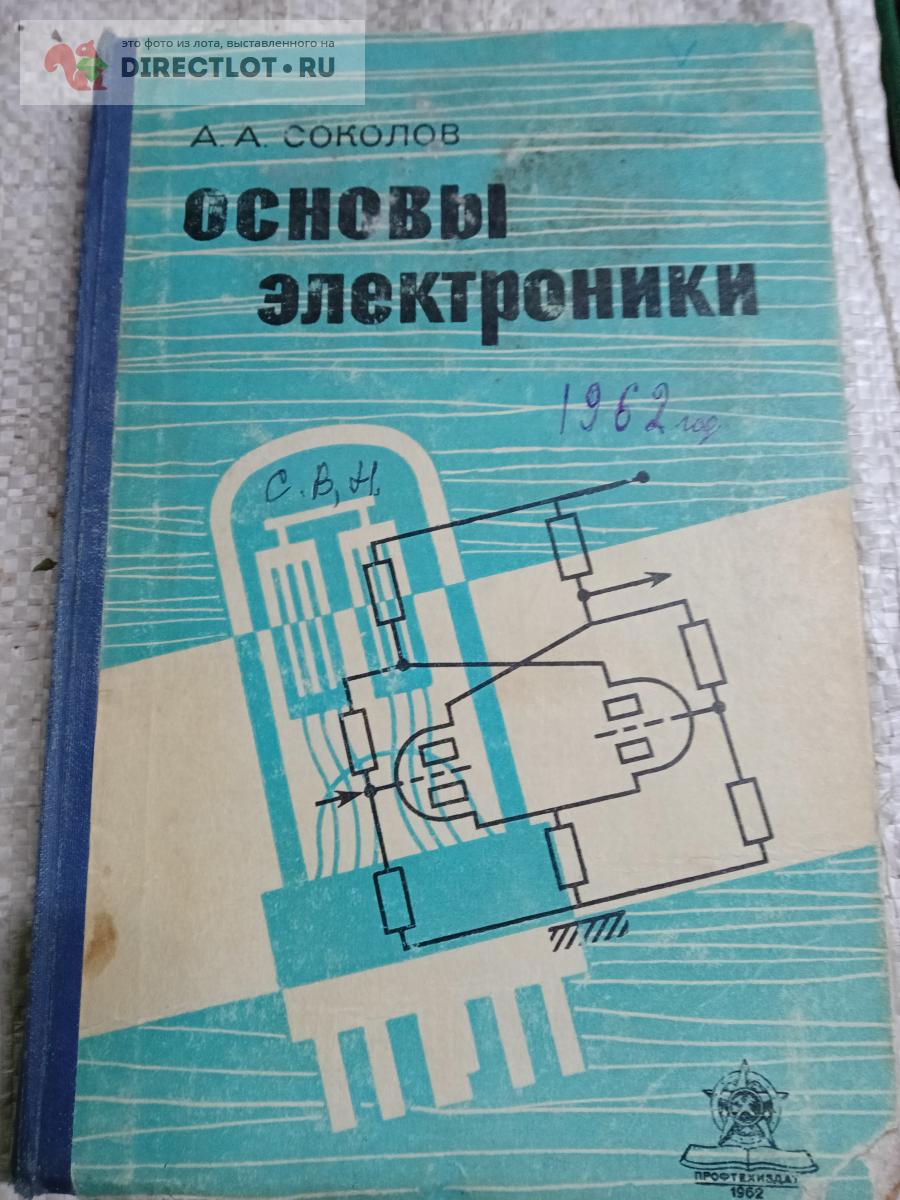 это фото из лота, выставленного на
DIRECTLOT•RU
А. А. СОКОЛОВ
ОСНОВЫ
ЭЛЕКТРОНИКИ
1962 год
С. В. Н.
ПРОФТЕХИЗДАТ
1962